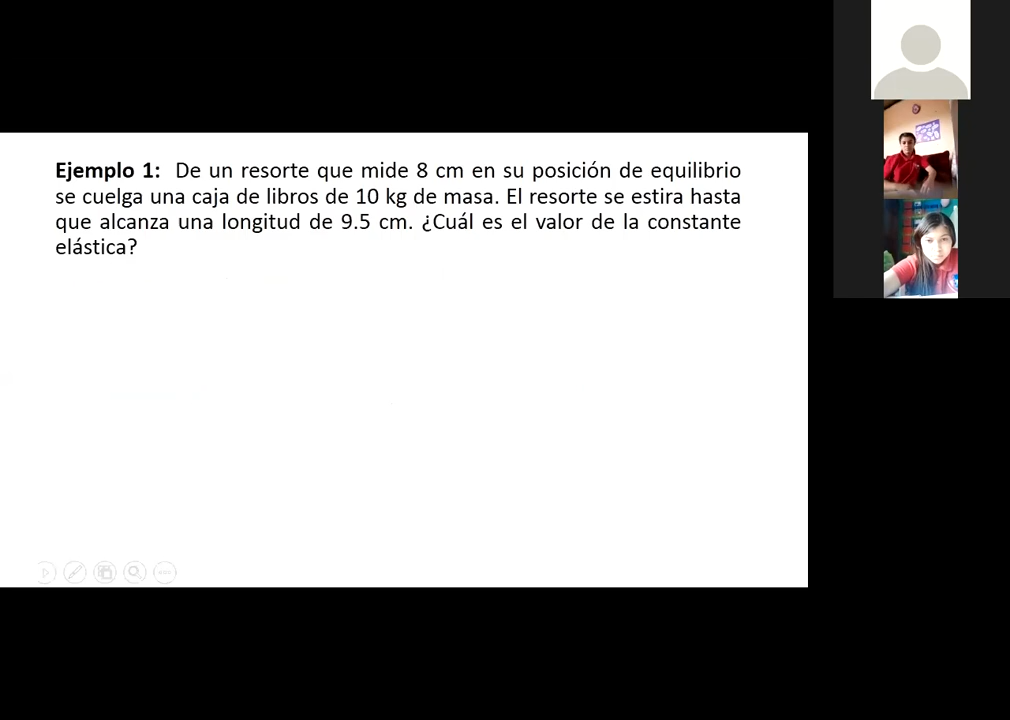 Ejemplo 1: De un resorte que mide 8 cm en su posición de equilibrio
se cuelga una caja de libros de 10 kg de masa. El resorte se estira hasta
que alcanza una longitud de 9.5 cm. ¿Cuál es el valor de la constante
elástica?